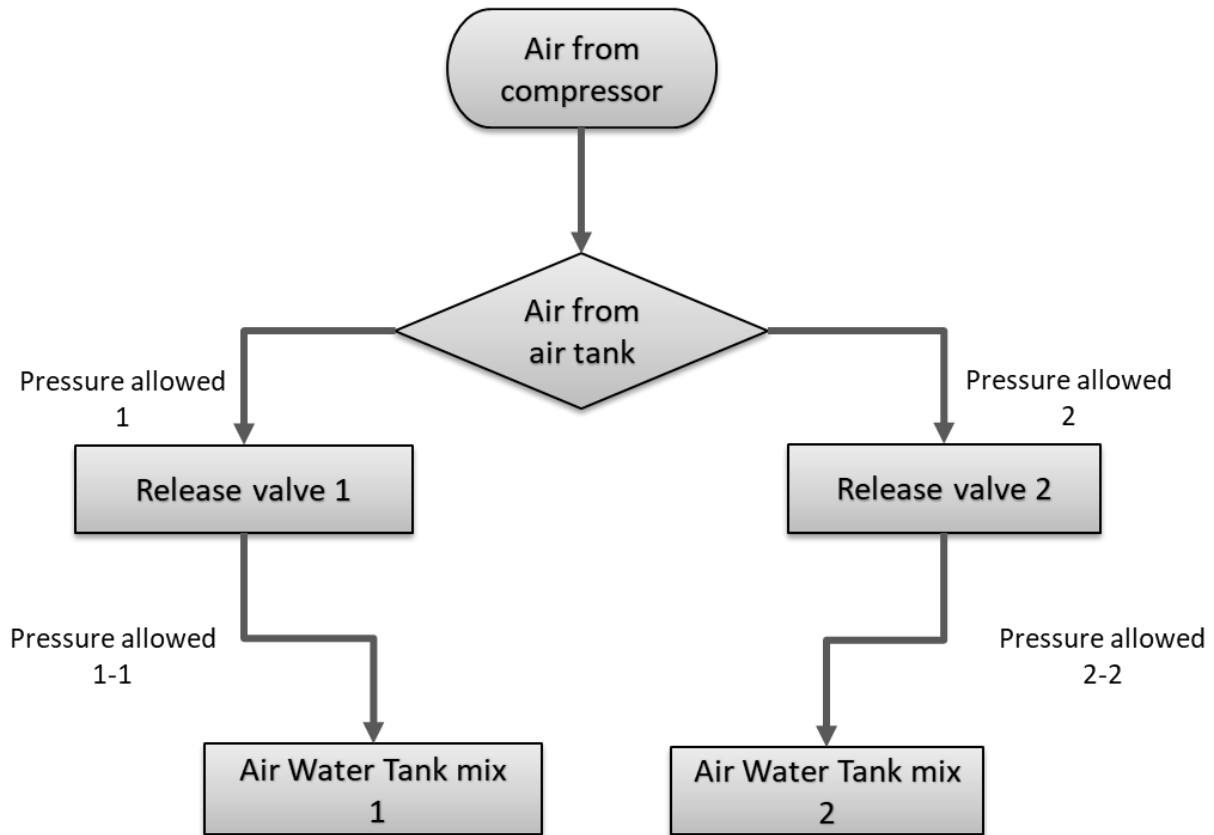 Air from
compressor
Air from
air tank
Pressure allowed
1
Pressure allowed
2
Release valve 1
Release valve 2
Pressure allowed
1-1
Pressure allowed
2-2
Air Water Tank mix
1
Air Water Tank mix
2